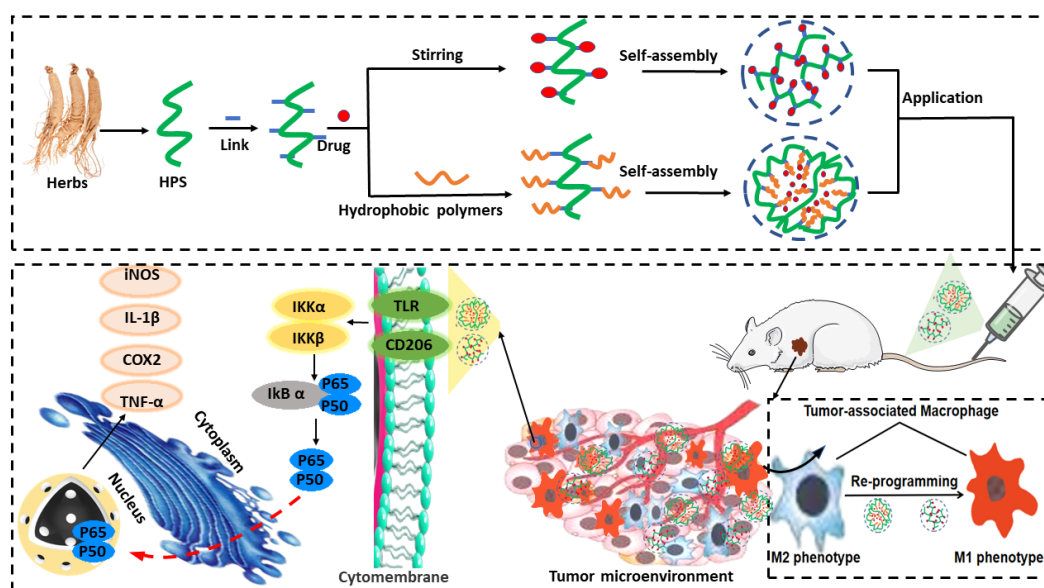 Stirring
Self-assembly
Application
Herbs
HPS
Link
Drug
Hydrophobic polymers
Self-assembly
iNOS
IL-1β
COX2
TNF-α
IKKα
IKKβ
IkB α
P65
P50
P65
P50
TLR
CD206
Cytoplasm
Nucleus
P65
P50
Cytomembrane
Tumor microenvironment
Tumor-associated Macrophage
Re-programming
M2 phenotype
M1 phenotype